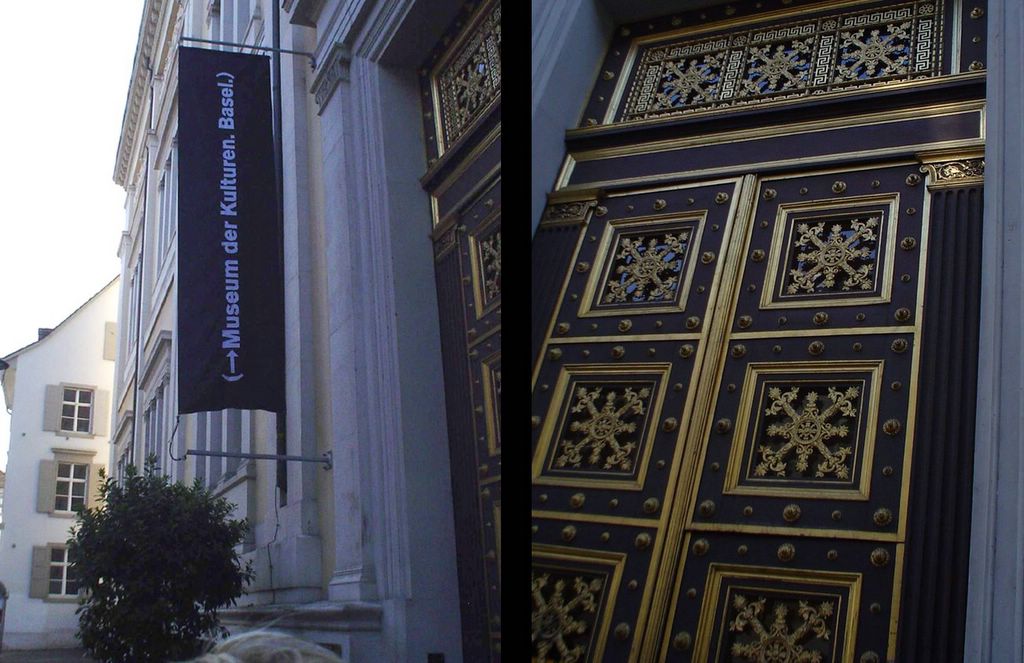 (→Museum der Kulturen. Basel.)